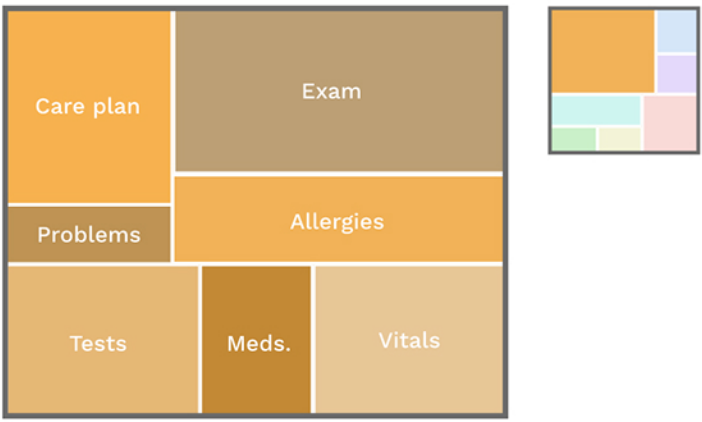 Care plan
Exam
Problems
Allergies
Tests
Meds.
Vitals